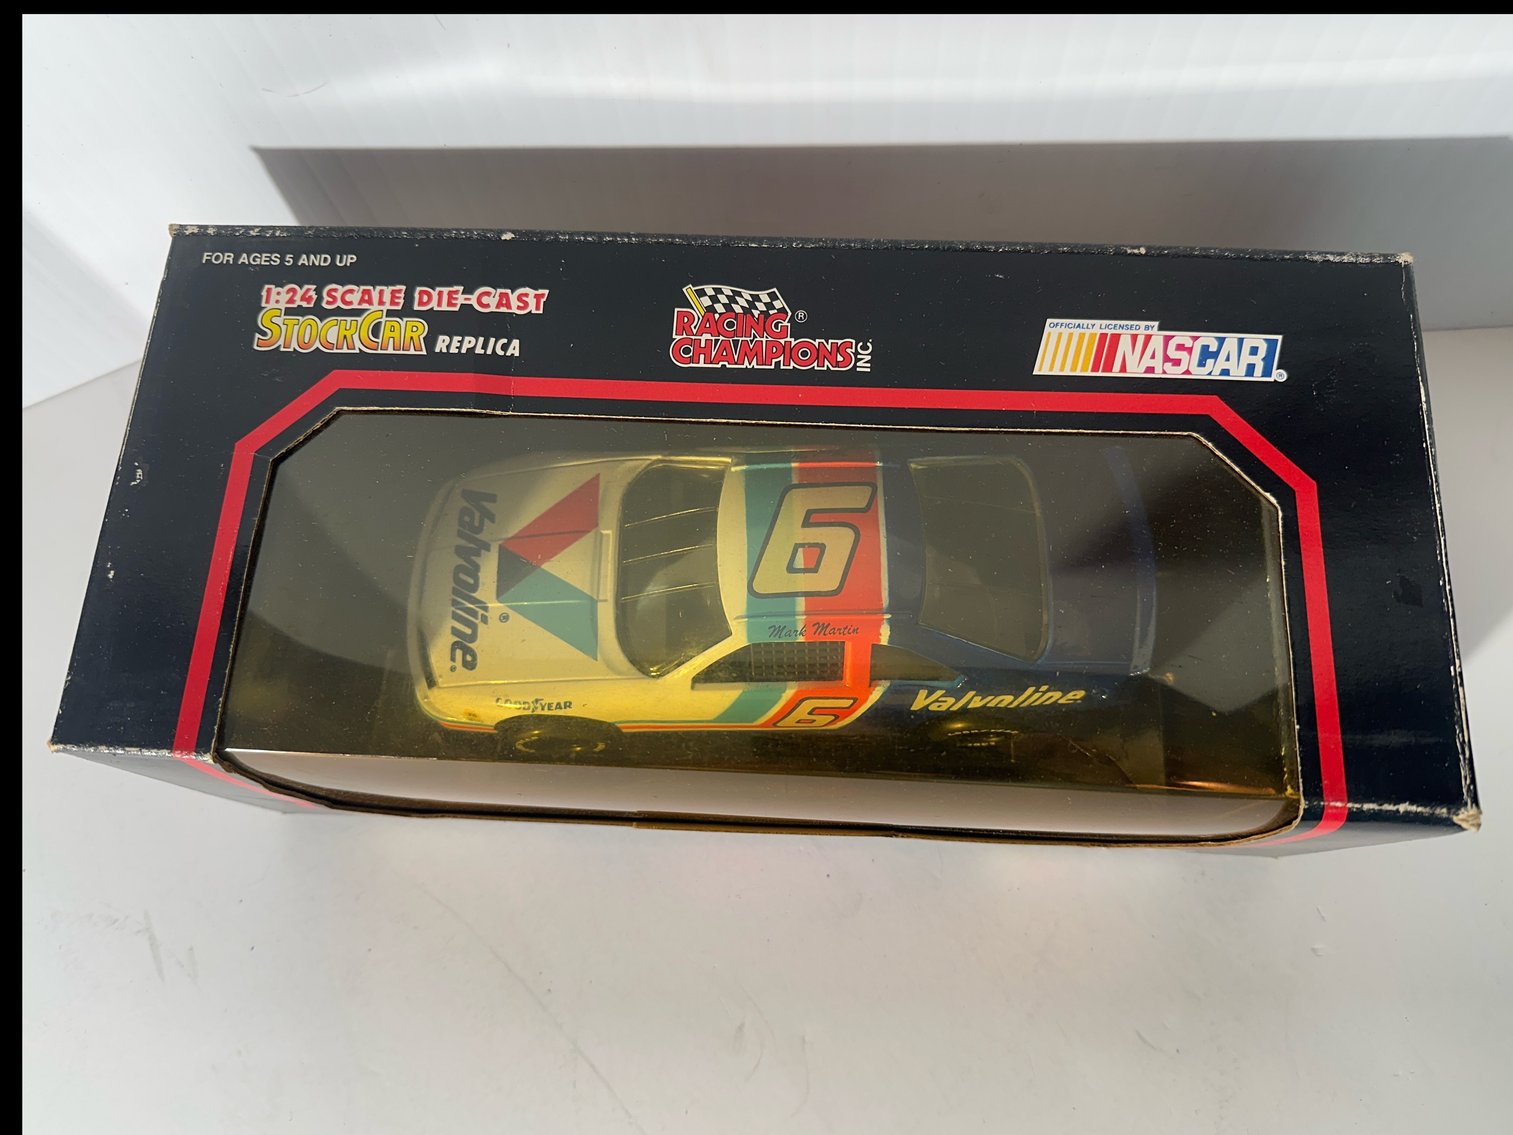 FOR AGES 5 AND UP
1:24 SCALE DIE-CAST
STOCKCAR REPLICA
RACING ®
CHAMPIONS INC.
OFFICIALLY LICENSED BY
NASCAR ®
Valvoline ®
6
Mark Martin
GOODYEAR
6
Valvoline